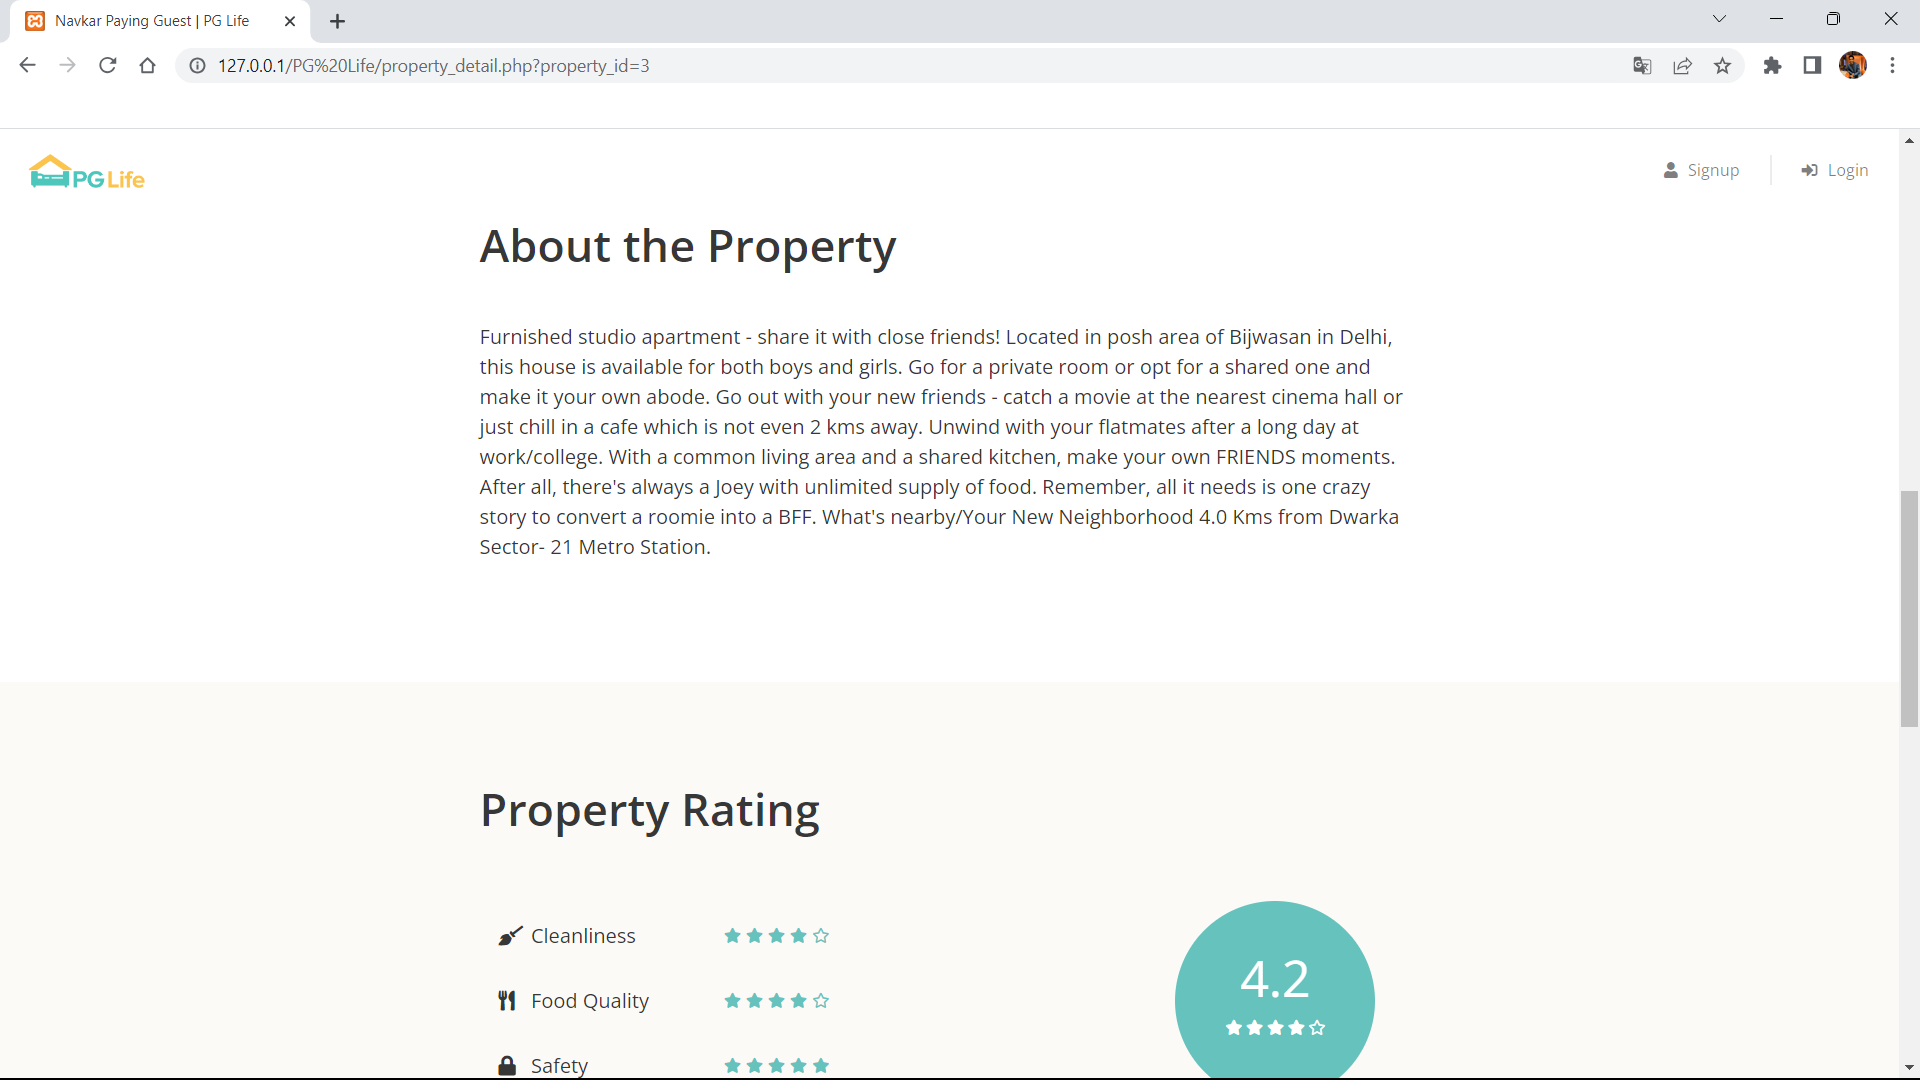 Navkar Paying Guest | PG Life
127.0.0.1/PG%20Life/property_detail.php?property_id=3
PG Life
Signup
Login
About the Property
Furnished studio apartment - share it with close friends! Located in posh area of Bijwasan in Delhi,
this house is available for both boys and girls. Go for a private room or opt for a shared one and
make it your own abode. Go out with your new friends - catch a movie at the nearest cinema hall or
just chill in a cafe which is not even 2 kms away. Unwind with your flatmates after a long day at
work/college. With a common living area and a shared kitchen, make your own FRIENDS moments.
After all, there's always a Joey with unlimited supply of food. Remember, all it needs is one crazy
story to convert a roomie into a BFF. What's nearby/Your New Neighborhood 4.0 Kms from Dwarka
Sector- 21 Metro Station.
Property Rating
Cleanliness
Food Quality
Safety
4.2